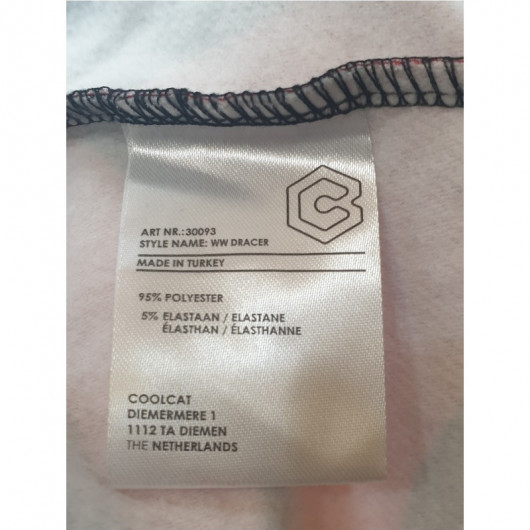 ART NR.:30093
STYLE NAME: WW DRACER
MADE IN TURKEY
95% POLYESTER
5% ELASTAAN / ELASTANE
ÉLASTHAN / ÉLASTHANNE
COOLCAT
DIEMERMERE 1
1112 TA DIEMEN
THE NETHERLANDS